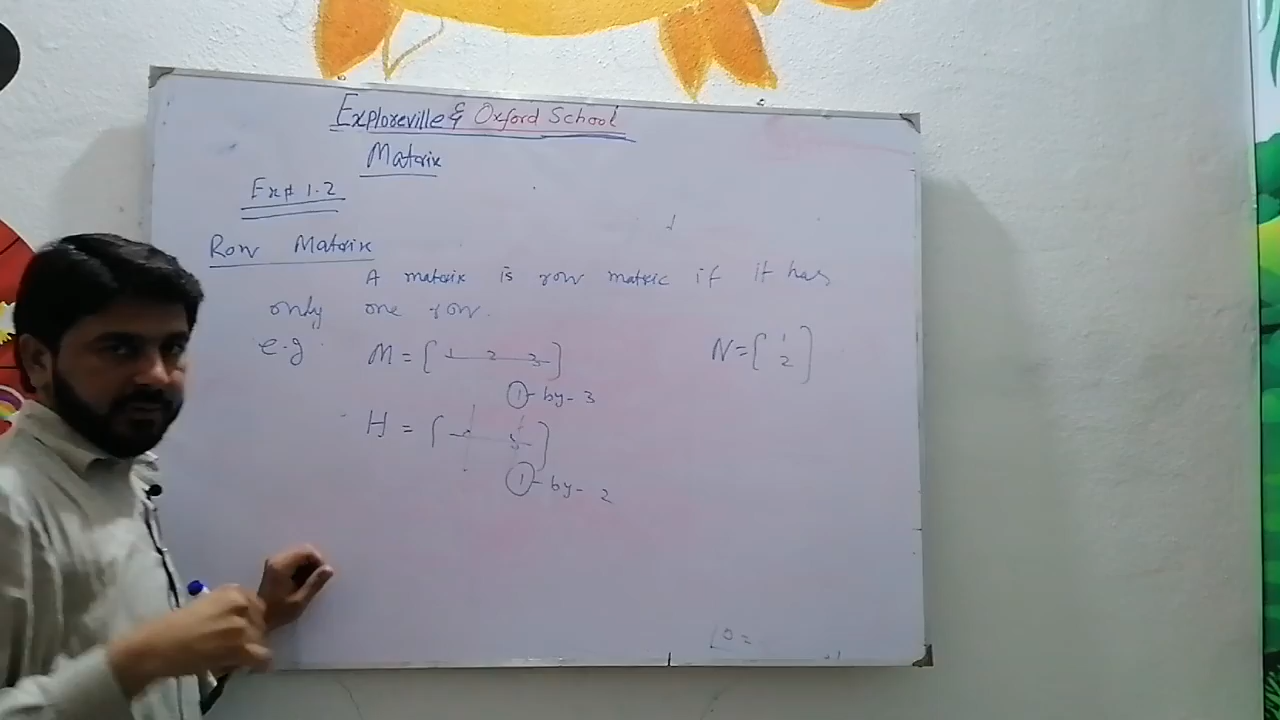 Exploreville & Oxford School
Matrix
Ex# 1.2
Row Matrix
A matrix is row matric if it has
only one row.
e.g. M = [ 1 2 3 ] N = [ 1
2 ]
1-by-3
H = [ 5 ]
1-by-2